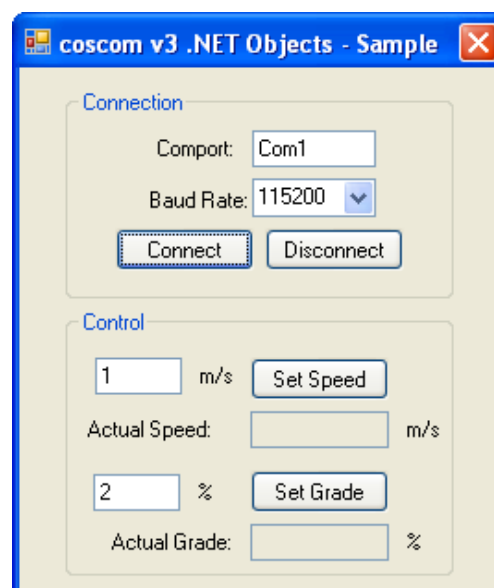 coscom v3 .NET Objects - Sample
Connection
Comport: Com1
Baud Rate: 115200
Connect Disconnect
Control
1 m/s Set Speed
Actual Speed: m/s
2 % Set Grade
Actual Grade: %